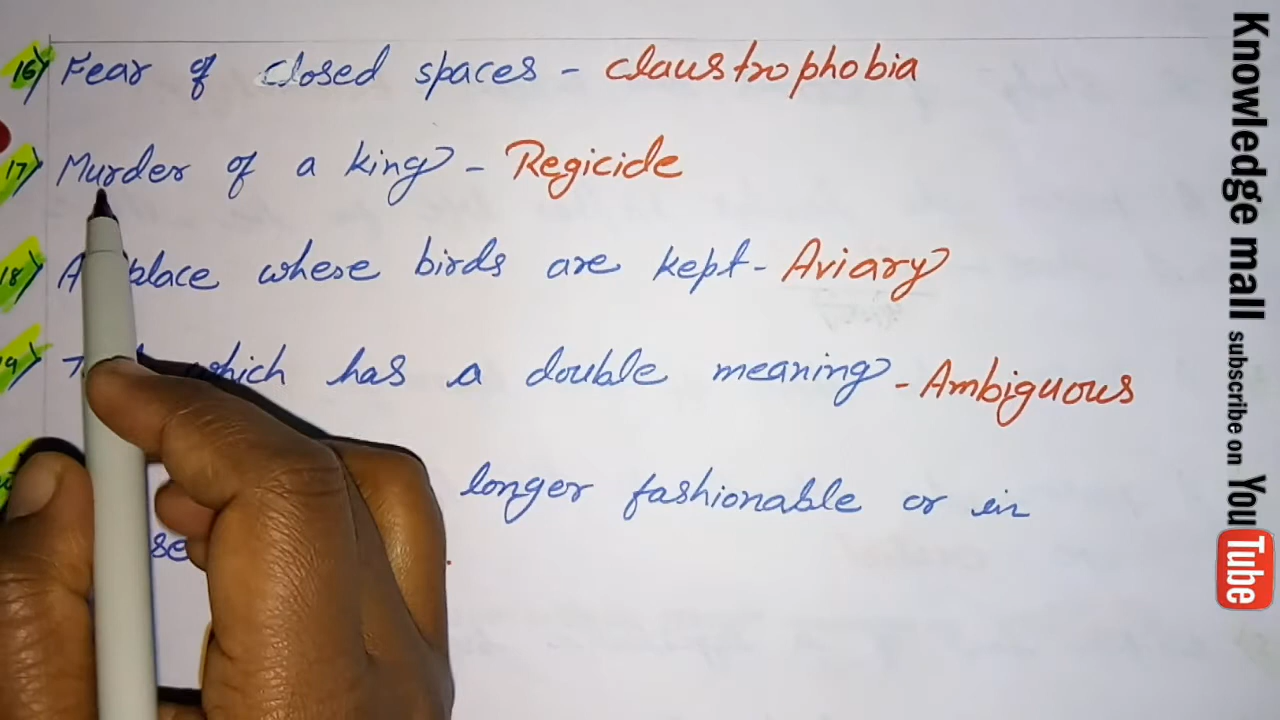 16) Fear of closed spaces - claustrophobia
17) Murder of a king - Regicide
18) A place where birds are kept - Aviary
19) which has a double meaning - Ambiguous
longer fashionable or in
Knowledge mall subscribe on YouTube